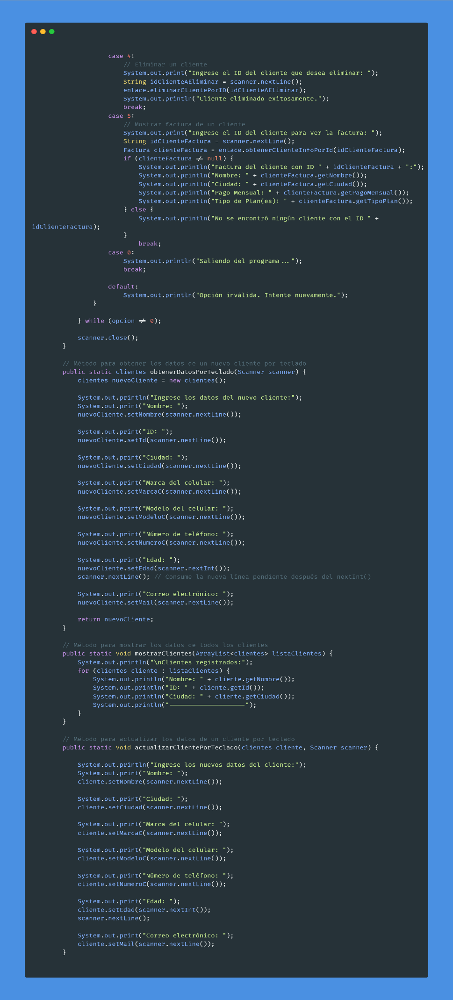 case 4:
// Eliminar un cliente
System.out.print("Ingrese el ID del cliente que desea eliminar: ");
String idClienteAEliminar = scanner.nextLine();
enlace.eliminarClientePorID(idClienteAEliminar);
System.out.println("Cliente eliminado exitosamente.");
break;
case 5:
// Mostrar factura de un cliente
System.out.print("Ingrese el ID del cliente para ver la factura: ");
String idClienteFactura = scanner.nextLine();
Factura clienteFactura = enlace.obtenerClienteInfoPorId(idClienteFactura);
if (clienteFactura != null) {
System.out.println("Factura del cliente con ID " + idClienteFactura + ":");
System.out.println("Nombre: " + clienteFactura.getNombre());
System.out.println("Ciudad: " + clienteFactura.getCiudad());
System.out.println("Pago Mensual: " + clienteFactura.getPagoMensual());
System.out.println("Tipo de Plan(es): " + clienteFactura.getTipoPlan());
} else {
System.out.println("No se encontró ningún cliente con el ID " +
idClienteFactura);
}
break;
case 0:
System.out.println("Saliendo del programa...");
break;
default:
System.out.println("Opción inválida. Intente nuevamente.");
}
} while (opcion != 0);
scanner.close();
}
// Método para obtener los datos de un nuevo cliente por teclado
public static clientes obtenerDatosPorTeclado(Scanner scanner) {
clientes nuevoCliente = new clientes();
System.out.println("Ingrese los datos del nuevo cliente:");
System.out.print("Nombre: ");
nuevoCliente.setNombre(scanner.nextLine());
System.out.print("ID: ");
nuevoCliente.setId(scanner.nextLine());
System.out.print("Ciudad: ");
nuevoCliente.setCiudad(scanner.nextLine());
System.out.print("Marca del celular: ");
nuevoCliente.setMarcaC(scanner.nextLine());
System.out.print("Modelo del celular: ");
nuevoCliente.setModeloC(scanner.nextLine());
System.out.print("Número de teléfono: ");
nuevoCliente.setNumeroC(scanner.nextLine());
System.out.print("Edad: ");
nuevoCliente.setEdad(scanner.nextInt());
scanner.nextLine(); // Consume la nueva línea pendiente después del nextInt()
System.out.print("Correo electrónico: ");
nuevoCliente.setMail(scanner.nextLine());
return nuevoCliente;
}
// Método para mostrar los datos de todos los clientes
public static void mostrarClientes(ArrayList<clientes> listaClientes) {
System.out.println("\nClientes registrados:");
for (clientes cliente : listaClientes) {
System.out.println("Nombre: " + cliente.getNombre());
System.out.println("ID: " + cliente.getId());
System.out.println("Ciudad: " + cliente.getCiudad());
System.out.println("--------------------");
}
}
// Método para actualizar los datos de un cliente por teclado
public static void actualizarClientePorTeclado(clientes cliente, Scanner scanner) {
System.out.println("Ingrese los nuevos datos del cliente:");
System.out.print("Nombre: ");
cliente.setNombre(scanner.nextLine());
System.out.print("Ciudad: ");
cliente.setCiudad(scanner.nextLine());
System.out.print("Marca del celular: ");
cliente.setMarcaC(scanner.nextLine());
System.out.print("Modelo del celular: ");
cliente.setModeloC(scanner.nextLine());
System.out.print("Número de teléfono: ");
cliente.setNumeroC(scanner.nextLine());
System.out.print("Edad: ");
cliente.setEdad(scanner.nextInt());
scanner.nextLine();
System.out.print("Correo electrónico: ");
cliente.setMail(scanner.nextLine());
}